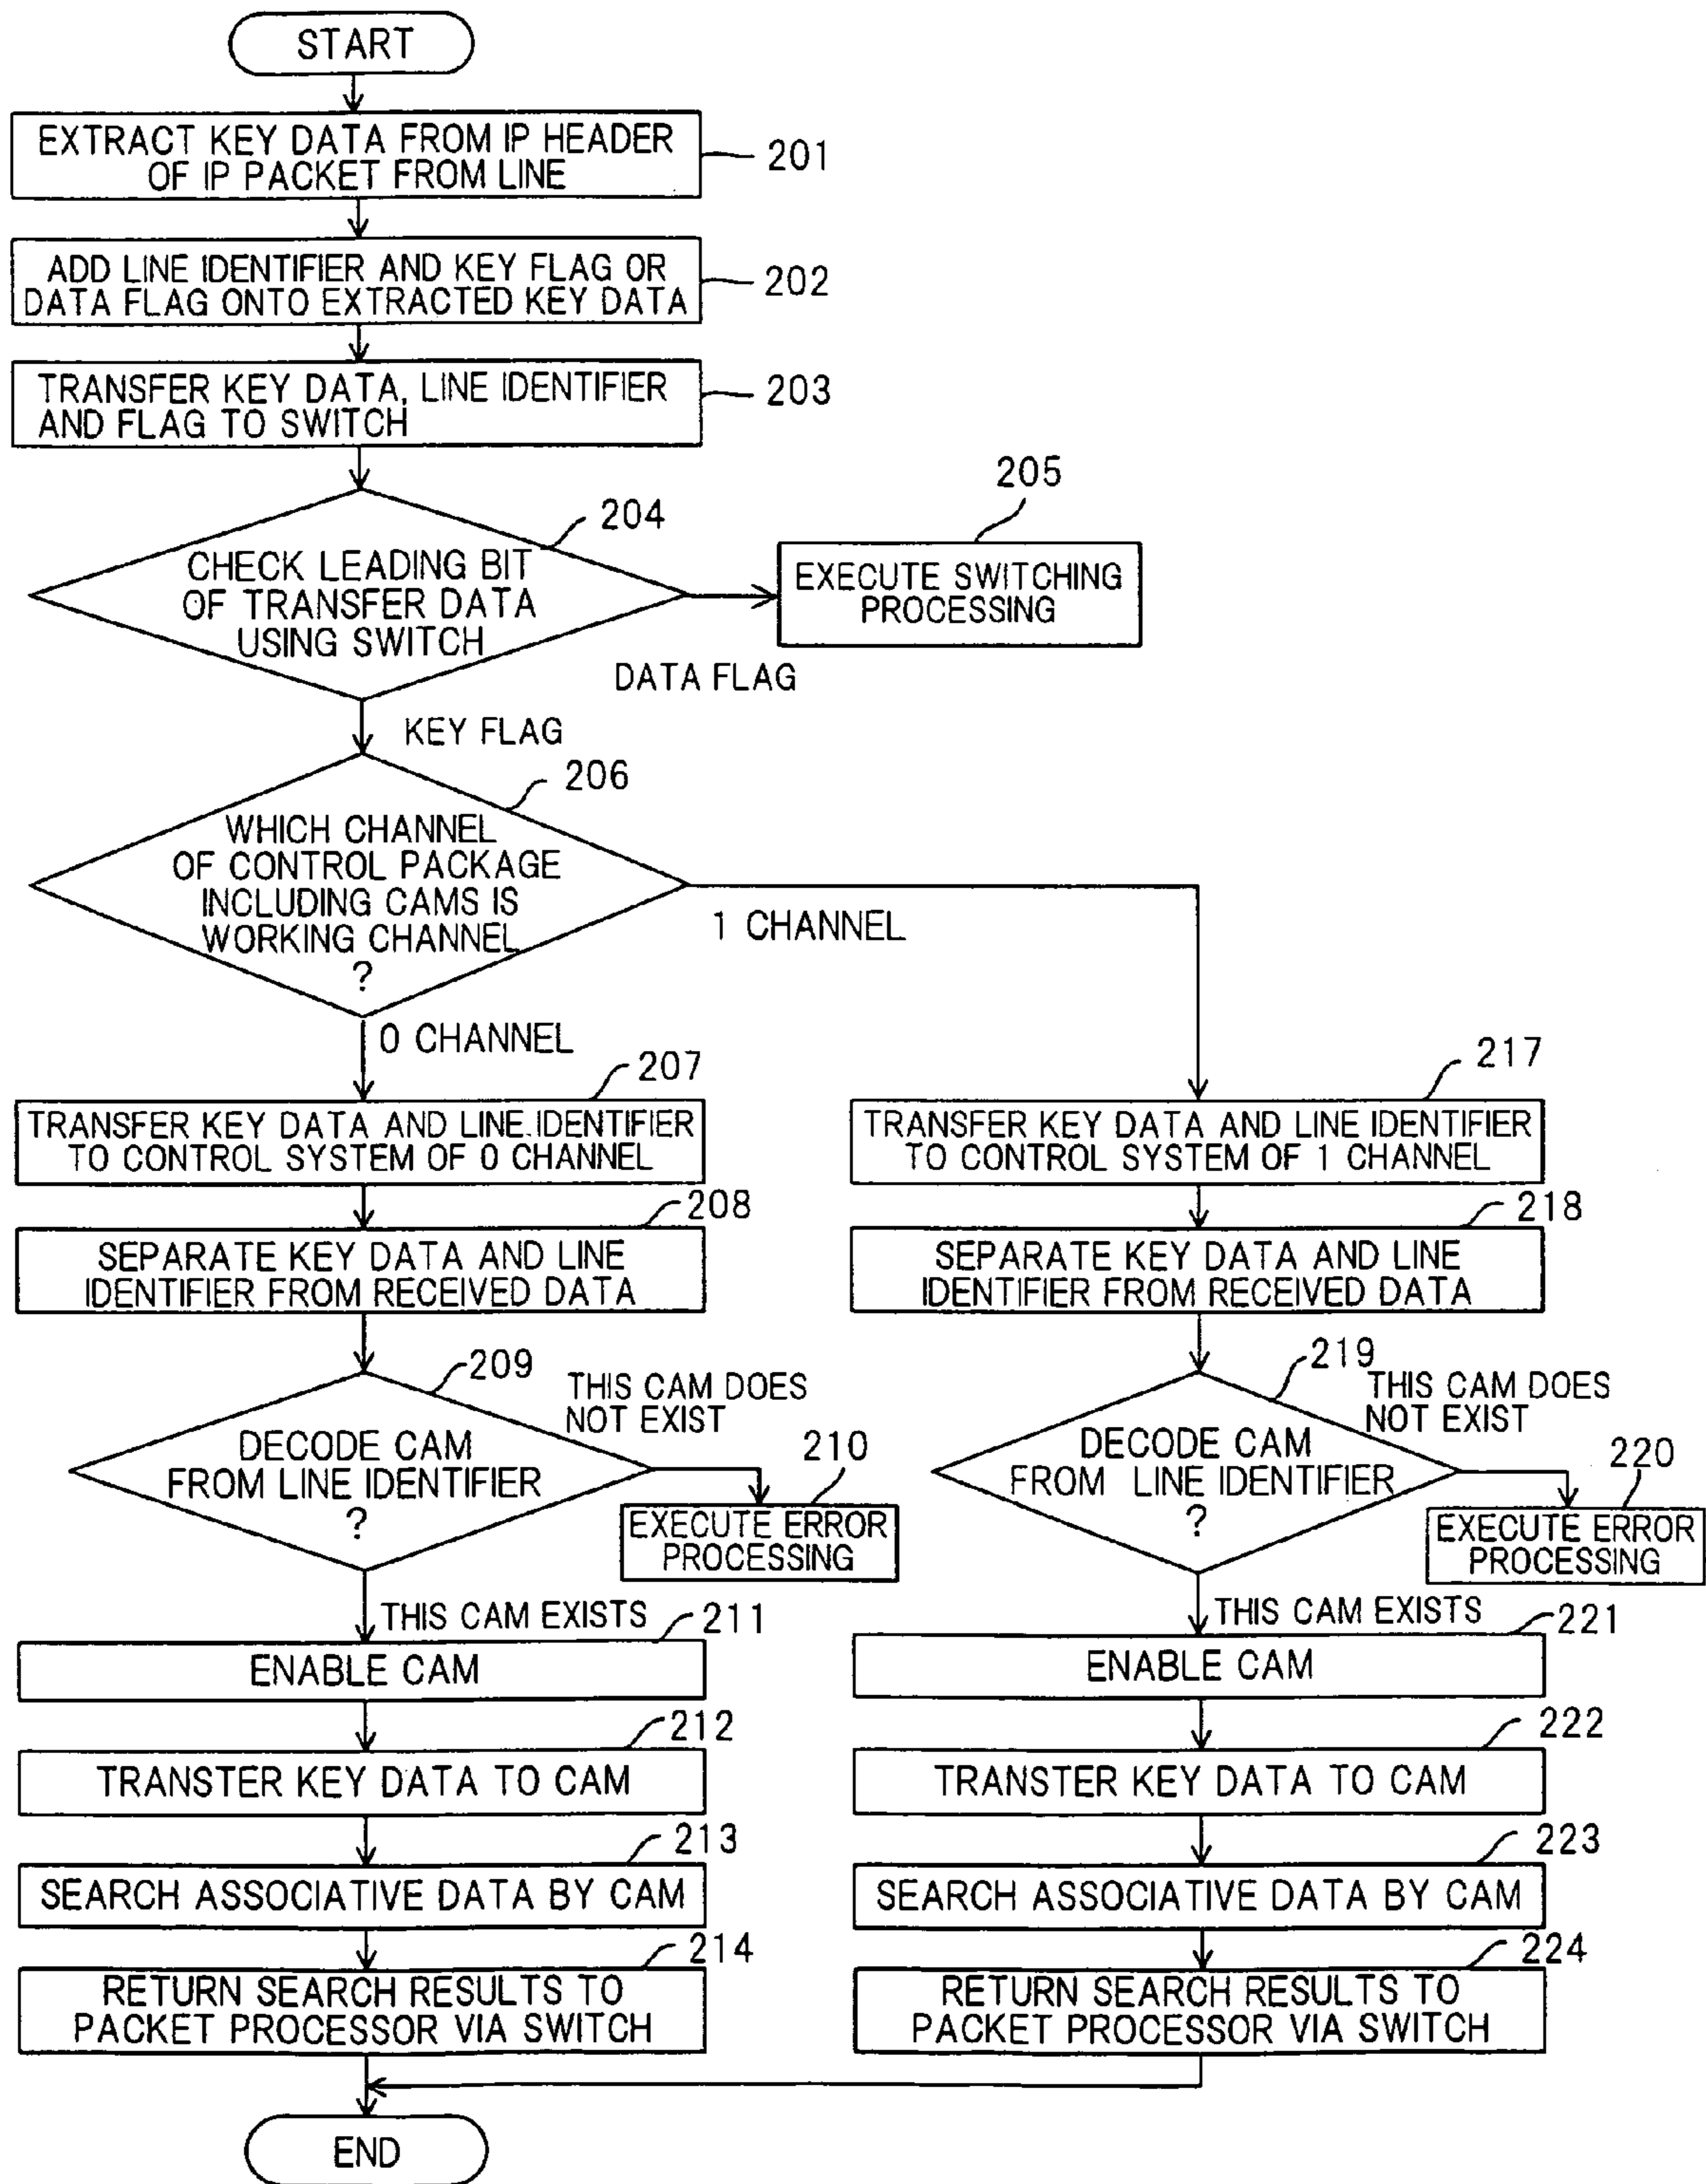 START
EXTRACT KEY DATA FROM IP HEADER
OF IP PACKET FROM LINE
201
ADD LINE IDENTIFIER AND KEY FLAG OR
DATA FLAG ONTO EXTRACTED KEY DATA
202
TRANSFER KEY DATA, LINE IDENTIFIER
AND FLAG TO SWITCH
203
204
CHECK LEADING BIT
OF TRANSFER DATA
USING SWITCH
205
EXECUTE SWITCHING
PROCESSING
DATA FLAG
KEY FLAG
206
WHICH CHANNEL
OF CONTROL PACKAGE
INCLUDING CAMS IS
WORKING CHANNEL
?
1 CHANNEL
0 CHANNEL
207
TRANSFER KEY DATA AND LINE IDENTIFIER
TO CONTROL SYSTEM OF 0 CHANNEL
208
SEPARATE KEY DATA AND LINE
IDENTIFIER FROM RECEIVED DATA
209
DECODE CAM
FROM LINE IDENTIFIER
?
THIS CAM DOES
NOT EXIST
210
EXECUTE ERROR
PROCESSING
THIS CAM EXISTS
211
ENABLE CAM
212
TRANSTER KEY DATA TO CAM
213
SEARCH ASSOCIATIVE DATA BY CAM
214
RETURN SEARCH RESULTS TO
PACKET PROCESSOR VIA SWITCH
217
TRANSFER KEY DATA AND LINE IDENTIFIER
TO CONTROL SYSTEM OF 1 CHANNEL
218
SEPARATE KEY DATA AND LINE
IDENTIFIER FROM RECEIVED DATA
219
DECODE CAM
FROM LINE IDENTIFIER
?
THIS CAM DOES
NOT EXIST
220
EXECUTE ERROR
PROCESSING
THIS CAM EXISTS
221
ENABLE CAM
222
TRANSTER KEY DATA TO CAM
223
SEARCH ASSOCIATIVE DATA BY CAM
224
RETURN SEARCH RESULTS TO
PACKET PROCESSOR VIA SWITCH
END